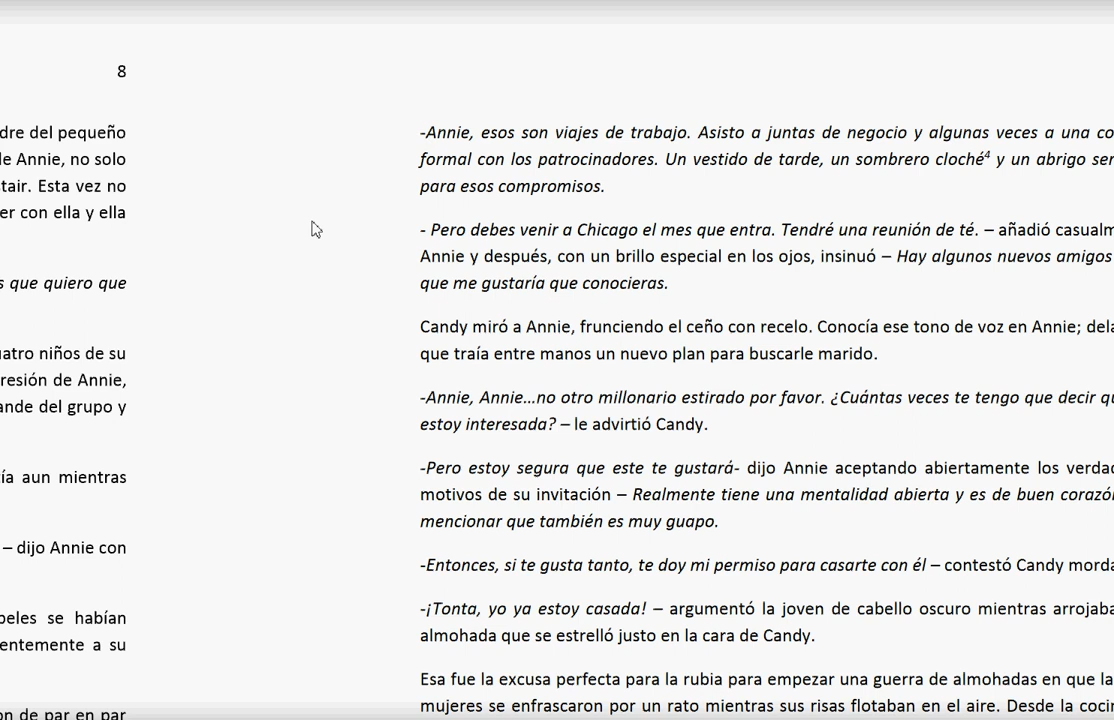 8
dre del pequeño
de Annie, no solo
tair. Esta vez no
er con ella y ella
s que quiero que
uatro niños de su
resión de Annie,
ande del grupo y
ía aun mientras
– dijo Annie con
peles se habían
entemente a su
on de par en par
-Annie, esos son viajes de trabajo. Asisto a juntas de negocio y algunas veces a una co
formal con los patrocinadores. Un vestido de tarde, un sombrero cloché⁴ y un abrigo ser
para esos compromisos.
- Pero debes venir a Chicago el mes que entra. Tendré una reunión de té. – añadió casualm
Annie y después, con un brillo especial en los ojos, insinuó – Hay algunos nuevos amigos
que me gustaría que conocieras.
Candy miró a Annie, frunciendo el ceño con recelo. Conocía ese tono de voz en Annie; dela
que traía entre manos un nuevo plan para buscarle marido.
-Annie, Annie...no otro millonario estirado por favor. ¿Cuántas veces te tengo que decir qu
estoy interesada? – le advirtió Candy.
-Pero estoy segura que este te gustará- dijo Annie aceptando abiertamente los verdad
motivos de su invitación – Realmente tiene una mentalidad abierta y es de buen corazón
mencionar que también es muy guapo.
-Entonces, si te gusta tanto, te doy mi permiso para casarte con él – contestó Candy morda
-¡Tonta, yo ya estoy casada! – argumentó la joven de cabello oscuro mientras arrojaba
almohada que se estrelló justo en la cara de Candy.
Esa fue la excusa perfecta para la rubia para empezar una guerra de almohadas en que la
mujeres se enfrascaron por un rato mientras sus risas flotaban en el aire. Desde la cocin